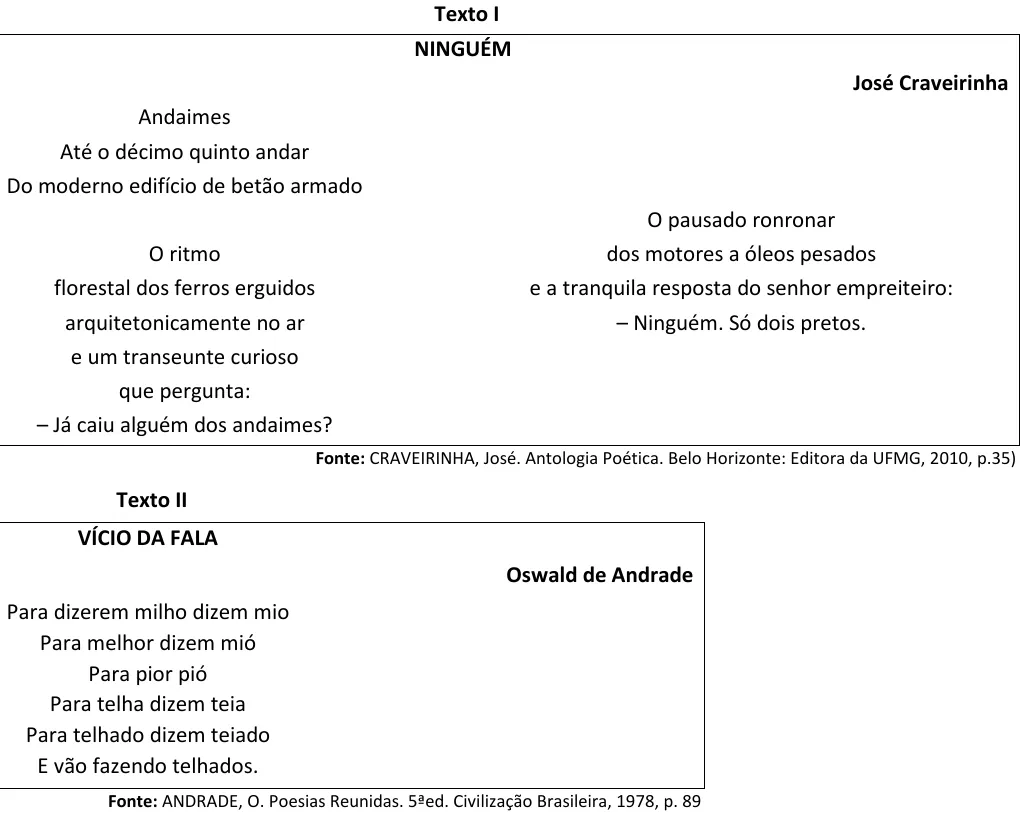 Texto I
NINGUÉM
José Craveirinha
Andaimes
Até o décimo quinto andar
Do moderno edifício de betão armado
O ritmo
florestal dos ferros erguidos
arquitetonicamente no ar
e um transeunte curioso
que pergunta:
– Já caiu alguém dos andaimes?
O pausado ronronar
dos motores a óleos pesados
e a tranquila resposta do senhor empreiteiro:
– Ninguém. Só dois pretos.
Fonte: CRAVEIRINHA, José. Antologia Poética. Belo Horizonte: Editora da UFMG, 2010, p.35)
Texto II
VÍCIO DA FALA
Oswald de Andrade
Para dizerem milho dizem mio
Para melhor dizem mió
Para pior pió
Para telha dizem teia
Para telhado dizem teiado
E vão fazendo telhados.
Fonte: ANDRADE, O. Poesias Reunidas. 5ªed. Civilização Brasileira, 1978, p. 89